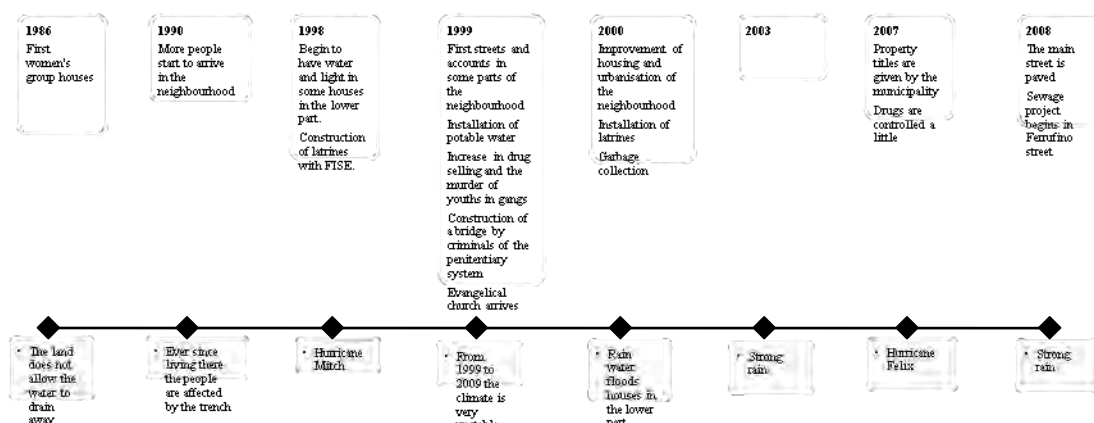 1986
First
women's
group houses
1990
More people
start to arrive
in the
neighbourhood
1998
Begin to
have water
and light in
some houses
in the lower
part.
Construction
of latrines
with FISE.
1999
First streets and
accounts in
some parts of
the
neighbourhood
Installation of
potable water
Increase in drug
selling and the
murder of
youths in gangs
Construction of
a bridge by
criminals of the
penitentiary
system
Evangelical
church arrives
2000
Improvement of
housing and
urbanisation of
the
neighbourhood
Installation of
latrines
Garbage
collection
2003
2007
Property
titles are
given by the
municipality
Drugs are
controlled a
little
2008
The main
street is
paved
Sewage
project
begins in
Ferrufino
street
• The land
does not
allow the
water to
drain
away
• Ever since
living there
the people
are affected
by the trench
• Hurricane
Mitch
• From
1999 to
2009 the
climate is
very
• Rain
water
floods
houses in
the lower
part
• Strong
rain
• Hurricane
Felix
• Strong
rain